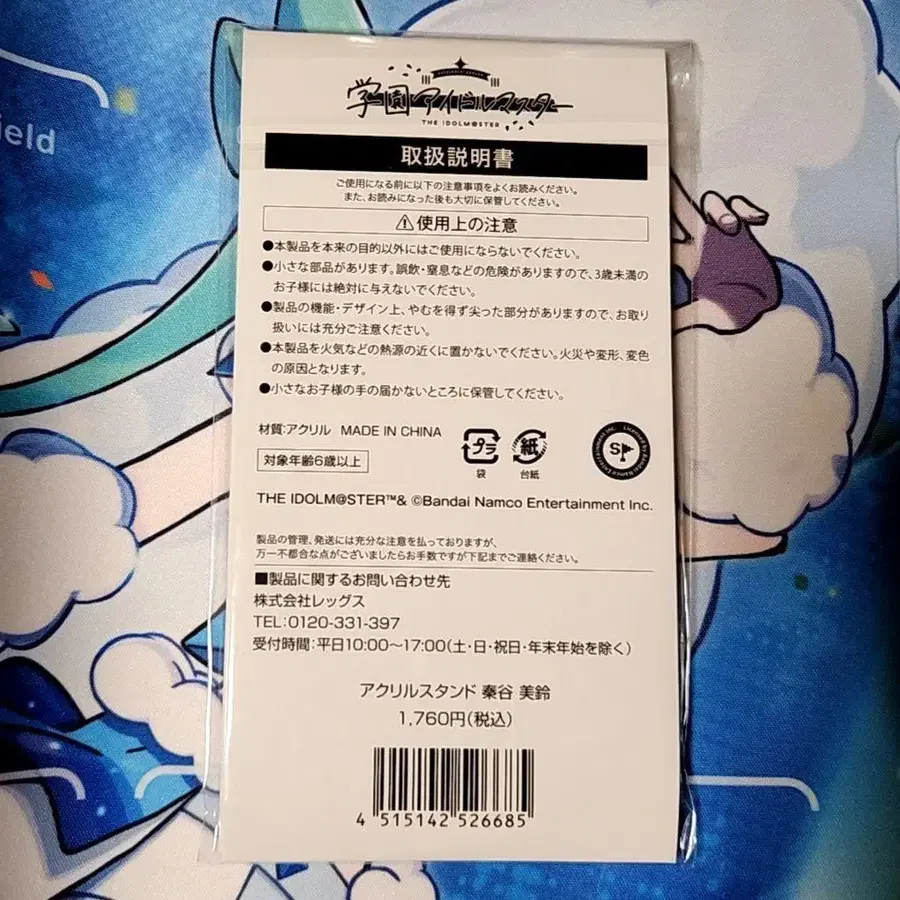 ield
学園アイドルマスター
THE IDOLM@STER
取扱説明書
ご使用になる前に以下の注意事項をよくお読みください。
また、お読みになった後も大切に保管してください。
⚠使用上の注意
●本製品を本来の目的以外にはご使用にならないでください。
●小さな部品があります。誤飲・窒息などの危険がありますので、3歳未満の
お子様には絶対に与えないでください。
●製品の機能・デザイン上、やむを得ず尖った部分がありますので、お取り
扱いには充分ご注意ください。
●本製品を火気などの熱源の近くに置かないでください。火災や変形、変色
の原因となります。
●小さなお子様の手の届かないところに保管してください。
材質:アクリル MADE IN CHINA
対象年齢6歳以上
プラ
袋
紙
台紙
SP
Licensed by Bandai Namco Entertainment Inc.
THE IDOLM@STER™& ©Bandai Namco Entertainment Inc.
製品の管理、発送には充分な注意を払っておりますが、
万一不都合な点がございましたらお手数ですが下記までご連絡ください。
■製品に関するお問い合わせ先
株式会社レッグス
TEL:0120-331-397
受付時間:平日10:00～17:00(土・日・祝日・年末年始を除く)
アクリルスタンド 秦谷 美鈴
1,760円(税込)
4 515142 526685